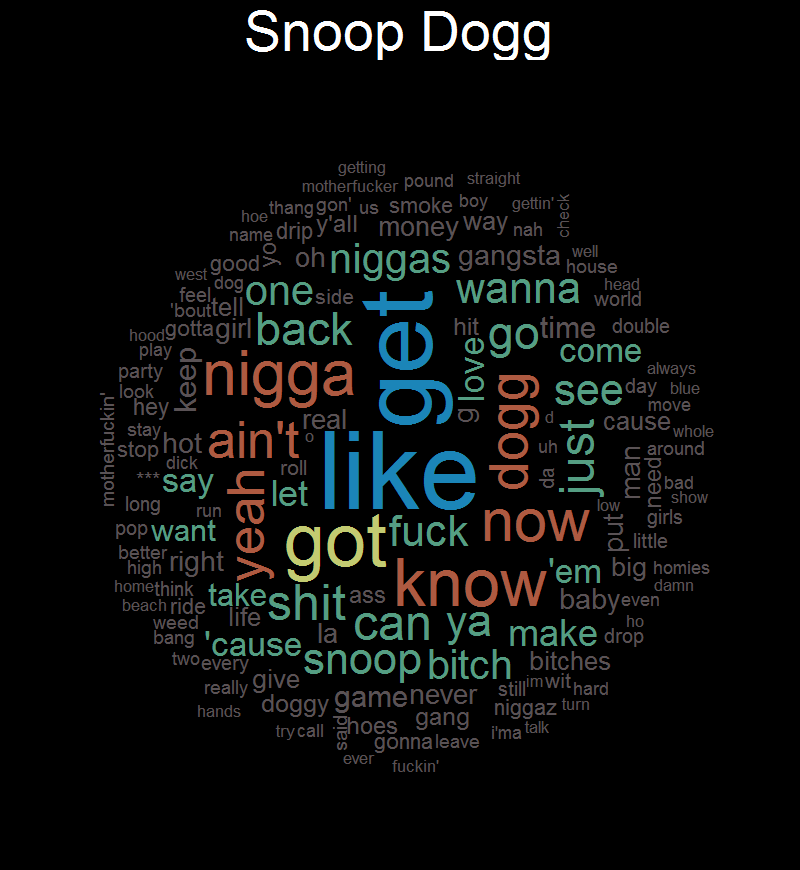 Snoop Dogg
getting
motherfucker pound straight
hoe thang gon' us smoke boy gettin' check
name drip y'all money way nah
yo oh niggas gangsta well
good house
west dog one side wanna head
feel world
'bout tell get
gotta girl back hit go time double
hood love come
play
party keep nigga g dogg see day always
look blue
hey real d just cause move
motherfuckin' stay hot ain't o like uh whole
stop man around
dick roll da need
*** say yeah let bad
long run low show
pop want got fuck now put girls
better little
high right know 'em big homies
home think take shit ass baby even damn
beach ride
weed life la can ya make drop ho
bang 'cause
two every snoop bitch bitches
really give still im wit hard
hands doggy game never niggaz turn
try call said hoes gang i'ma talk
gonna leave
ever fuckin'